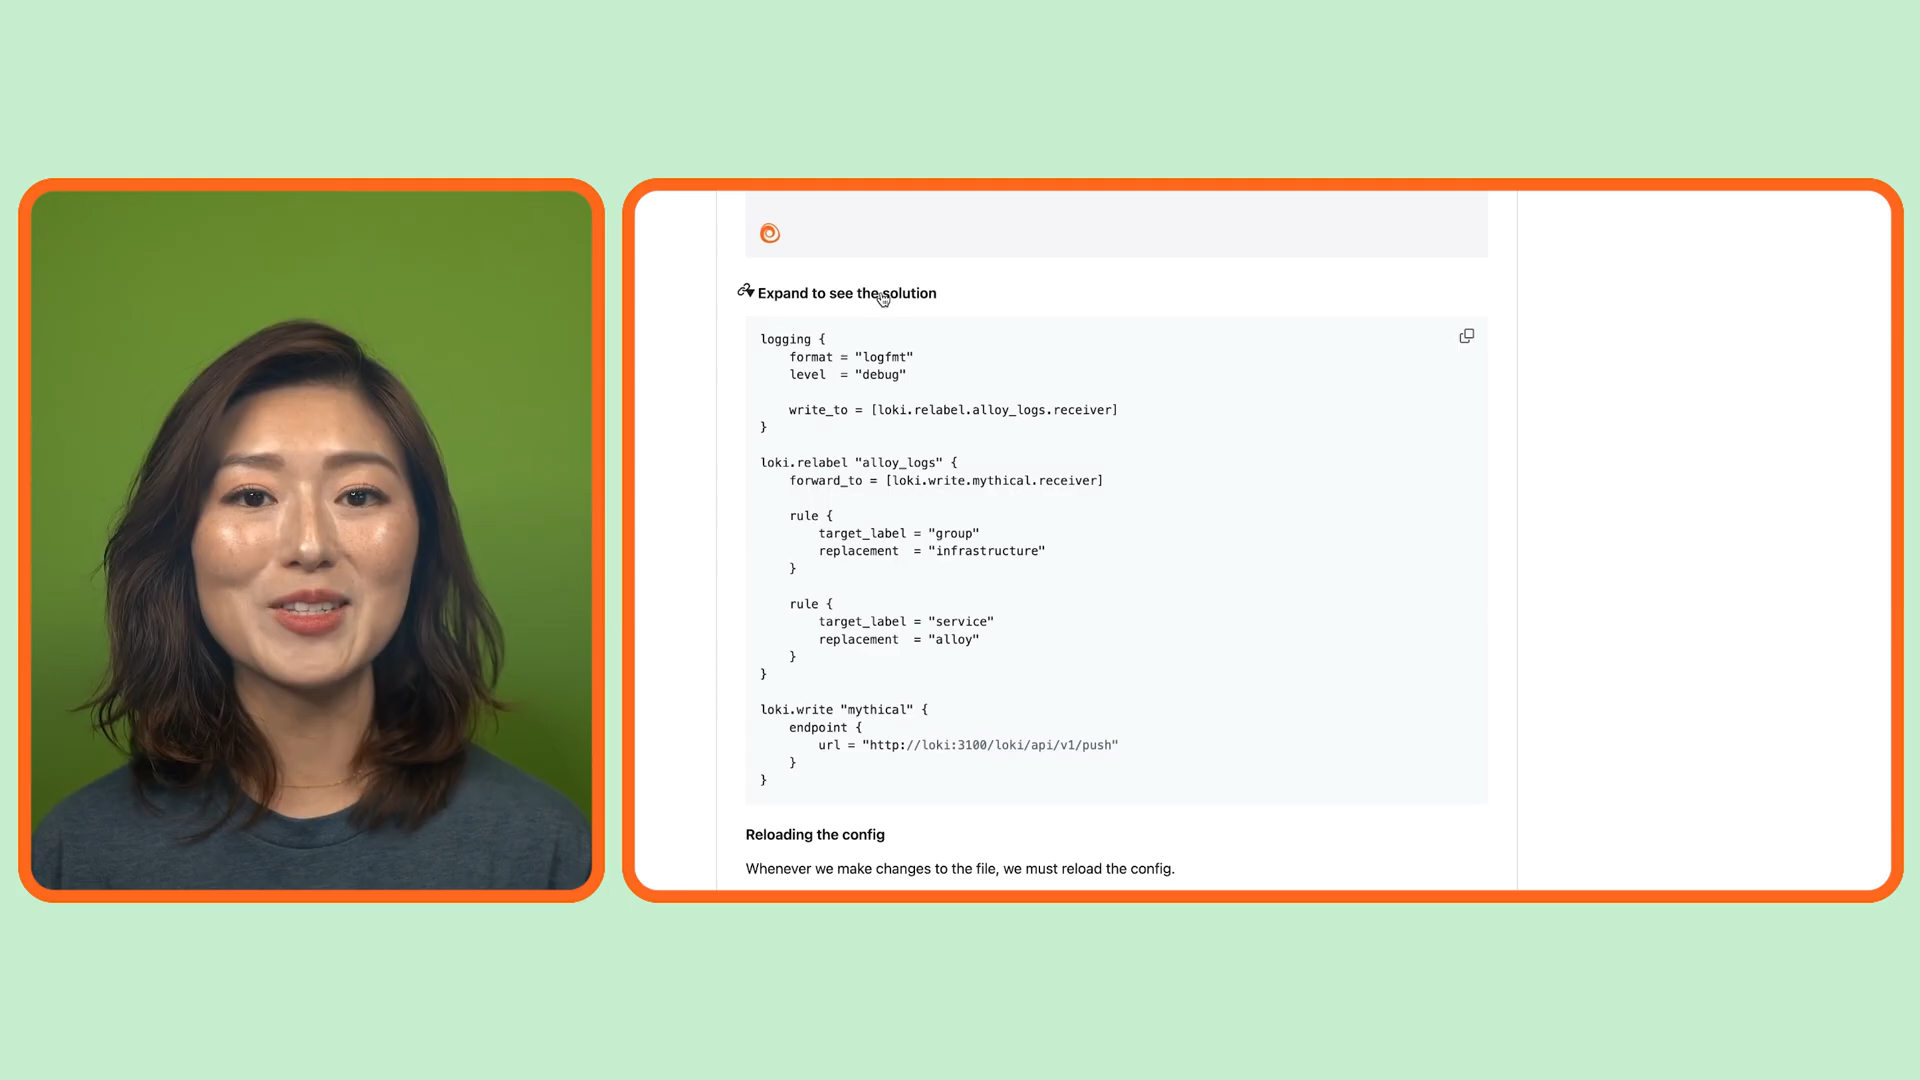 Expand to see the solution
logging {
    format = "logfmt"
    level  = "debug"
    write_to = [loki.relabel.alloy_logs.receiver]
}
loki.relabel "alloy_logs" {
    forward_to = [loki.write.mythical.receiver]
    rule {
        target_label = "group"
        replacement  = "infrastructure"
    }
    rule {
        target_label = "service"
        replacement  = "alloy"
    }
}
loki.write "mythical" {
    endpoint {
        url = "http://loki:3100/loki/api/v1/push"
    }
}
Reloading the config
Whenever we make changes to the file, we must reload the config.